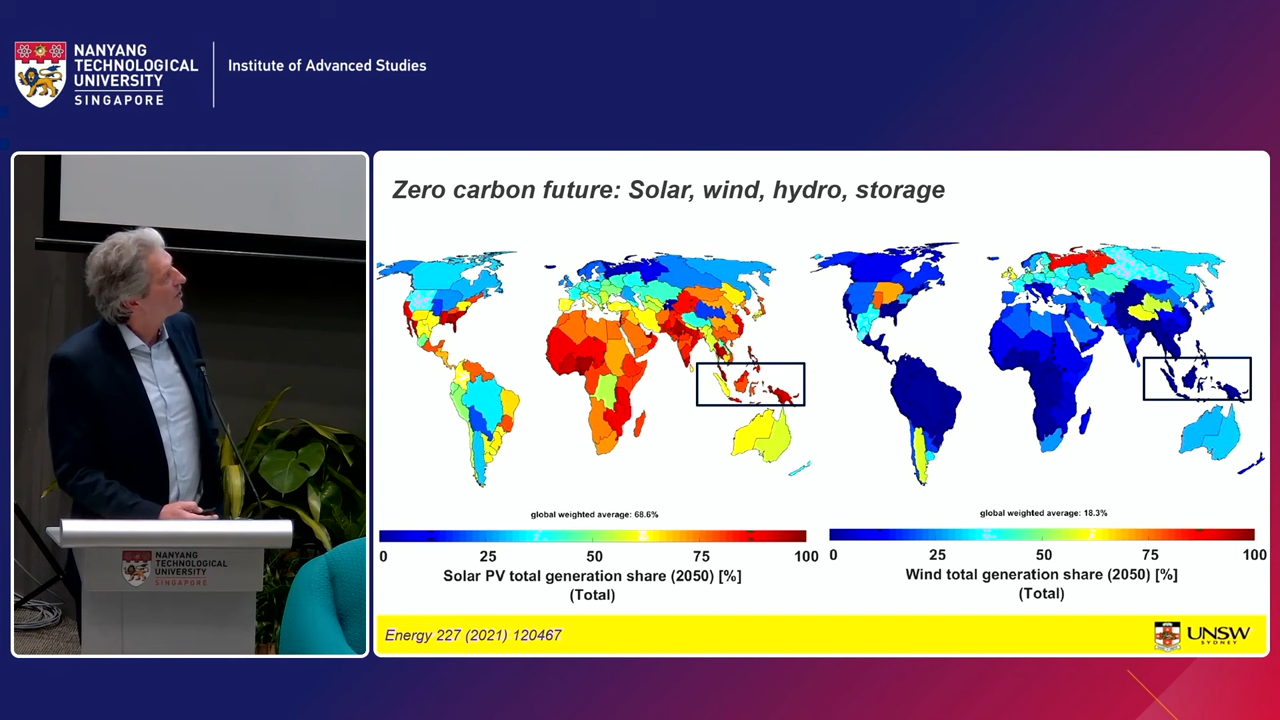 NANYANG
TECHNOLOGICAL
UNIVERSITY
SINGAPORE
Institute of Advanced Studies
Zero carbon future: Solar, wind, hydro, storage
global weighted average: 68.6%
0 25 50 75 100
Solar PV total generation share (2050) [%]
(Total)
global weighted average: 18.3%
0 25 50 75 100
Wind total generation share (2050) [%]
(Total)
Energy 227 (2021) 120467
UNSW
SYDNEY
NANYANG
TECHNOLOGICAL
UNIVERSITY
SINGAPORE